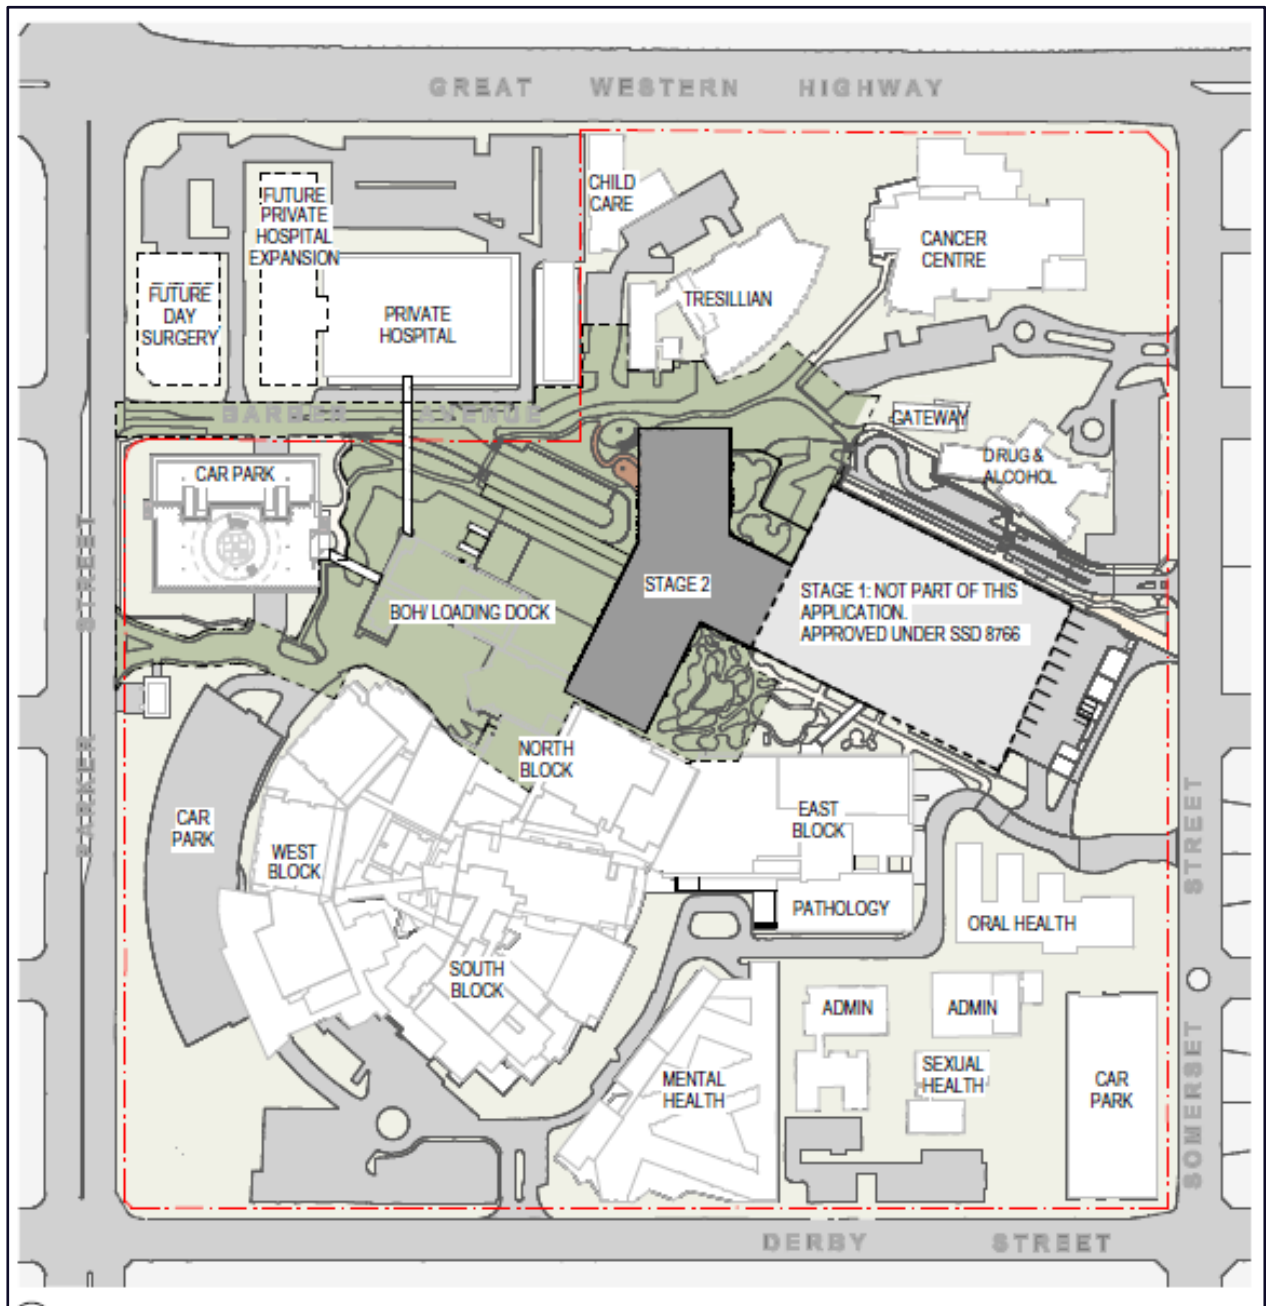 GREAT WESTERN HIGHWAY
CHILD
CARE
FUTURE
PRIVATE
HOSPITAL
EXPANSION
CANCER
CENTRE
FUTURE
DAY
SURGERY
PRIVATE
HOSPITAL
TRESILLIAN
BARBER AVENUE
GATEWAY
DRUG &
ALCOHOL
CAR PARK
PARKER STREET
STAGE 2
STAGE 1: NOT PART OF THIS
APPLICATION.
APPROVED UNDER SSD 8766
BOH/ LOADING DOCK
NORTH
BLOCK
CAR
PARK
WEST
BLOCK
EAST
BLOCK
PATHOLOGY
ORAL HEALTH
SOUTH
BLOCK
ADMIN
ADMIN
MENTAL
HEALTH
SEXUAL
HEALTH
CAR
PARK
SOMERSET STREET
DERBY STREET